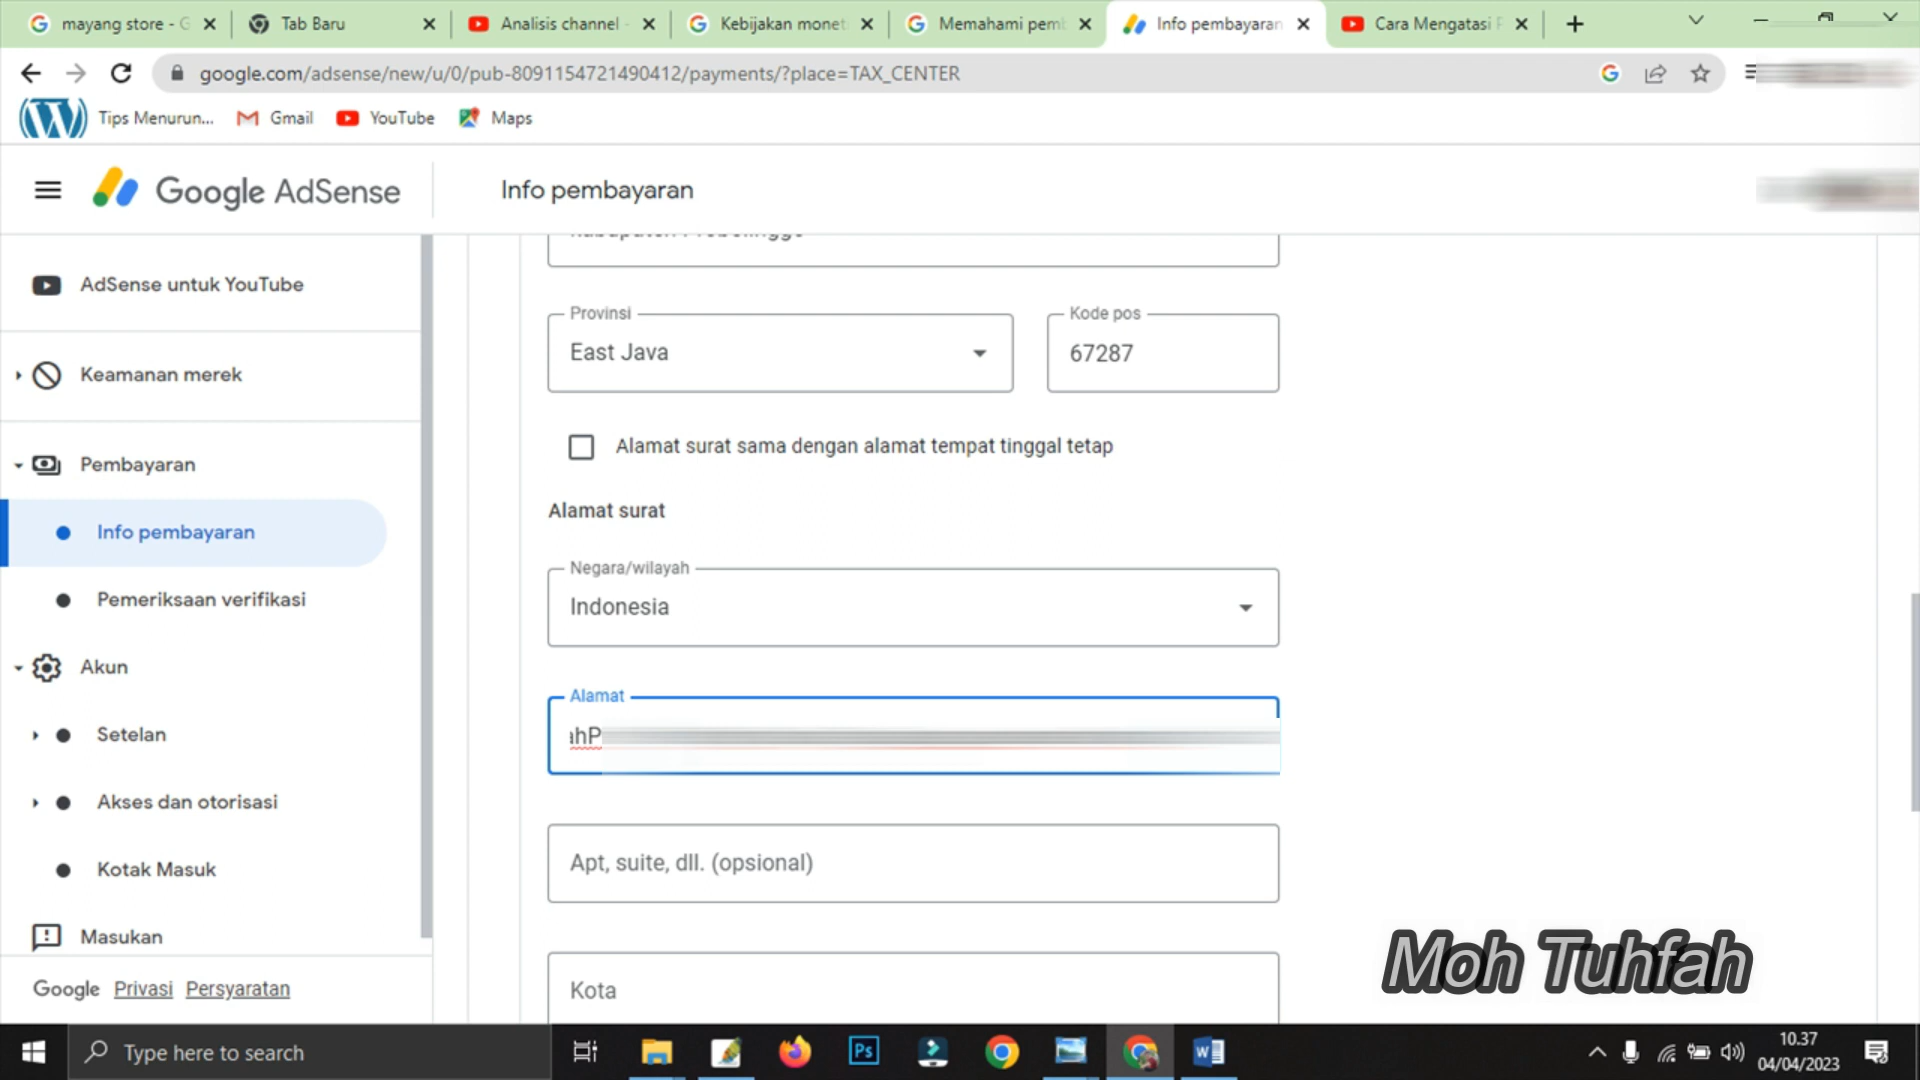 mayang store - G
Tab Baru
Analisis channel -
Kebijakan monet
Memahami pemb
Info pembayaran
Cara Mengatasi P
google.com/adsense/new/u/0/pub-8091154721490412/payments/?place=TAX_CENTER
Tips Menurun...
Gmail
YouTube
Maps
Google AdSense
Info pembayaran
AdSense untuk YouTube
Keamanan merek
Pembayaran
Info pembayaran
Pemeriksaan verifikasi
Akun
Setelan
Akses dan otorisasi
Kotak Masuk
Masukan
Google Privasi Persyaratan
Provinsi
East Java
Kode pos
67287
Alamat surat sama dengan alamat tempat tinggal tetap
Alamat surat
Negara/wilayah
Indonesia
Alamat
ahP
Apt, suite, dll. (opsional)
Kota
Moh Tuhfah
Type here to search
Ps
10.37
04/04/2023